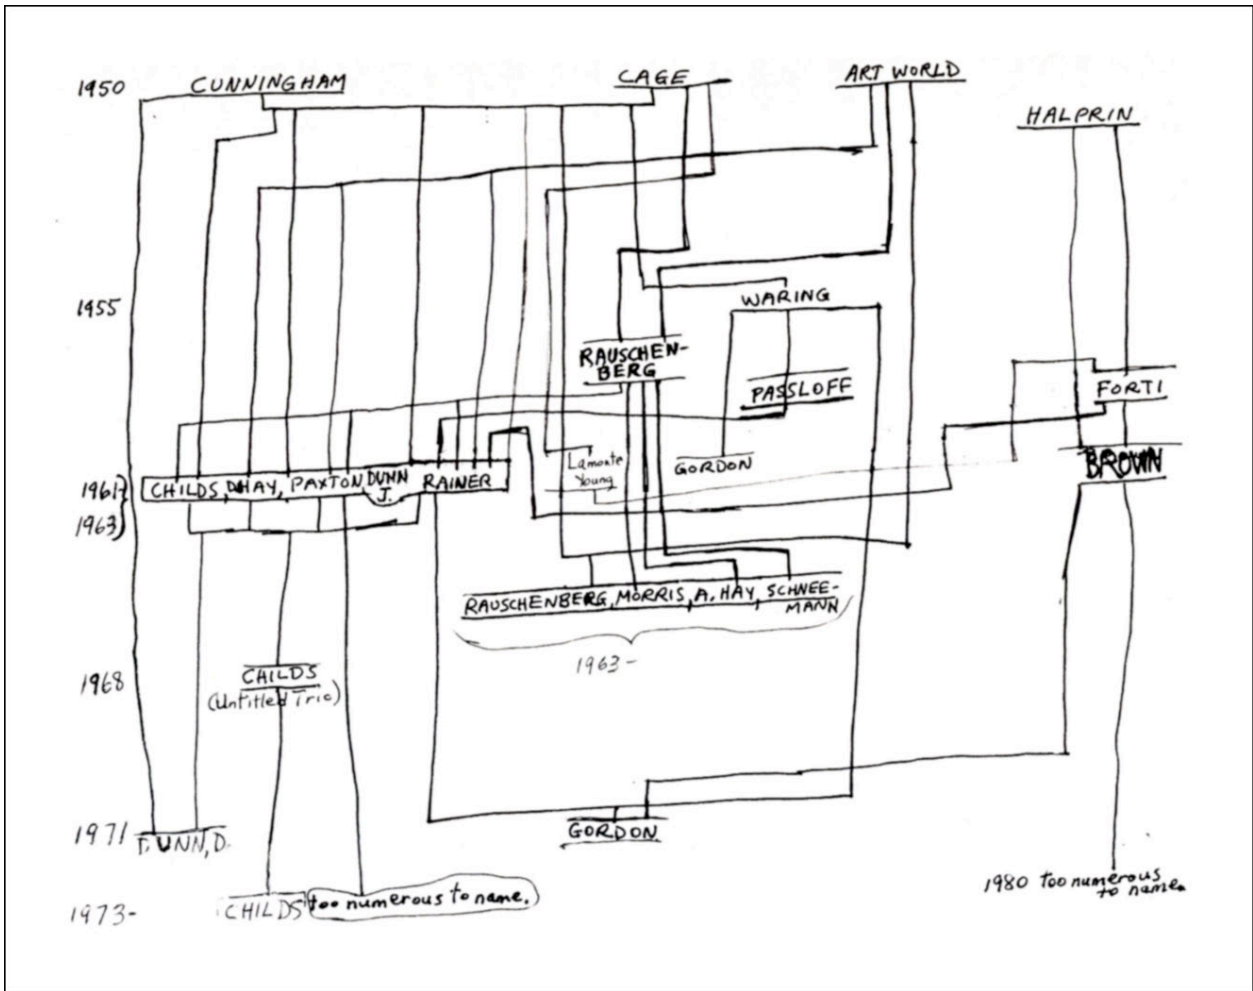 1950 CUNNINGHAM CAGE ART WORLD
HALPRIN
1955 WARING
RAUSCHEN-
BERG
PASSLOFF
FORTI
Lamonte
Young
GORDON
BROWN
1961-
CHILDS, D. HAY, PAXTON, DUNN J. RAINER
1963)
RAUSCHENBERG, MORRIS, A. HAY, SCHNEE-
MANN
1963-
1968 CHILDS
(Untitled Trio)
1971 DUNN, D.
GORDON
1973- CHILDS too numerous to name.
1980 too numerous
to name.